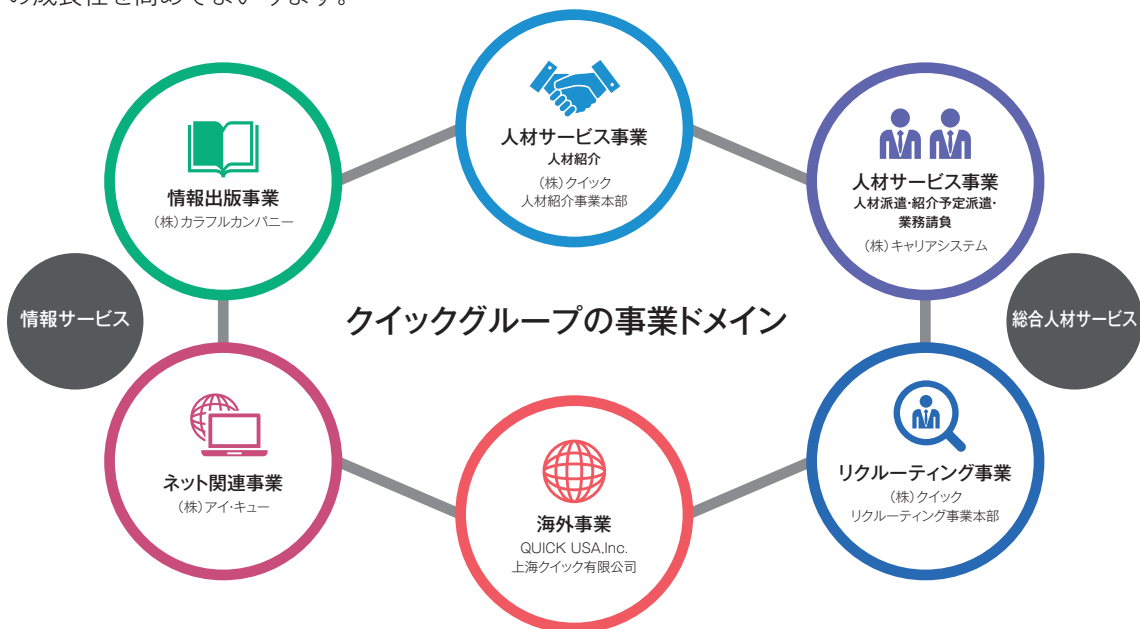 の成長性を高めてまいります。
人材サービス事業
人材紹介
(株)クイック
人材紹介事業本部
情報出版事業
(株)カラフルカンパニー
人材サービス事業
人材派遣・紹介予定派遣・
業務請負
(株)キャリアシステム
情報サービス
クイックグループの事業ドメイン
総合人材サービス
ネット関連事業
(株)アイ・キュー
海外事業
QUICK USA,Inc.
上海クイック有限公司
リクルーティング事業
(株)クイック
リクルーティング事業本部